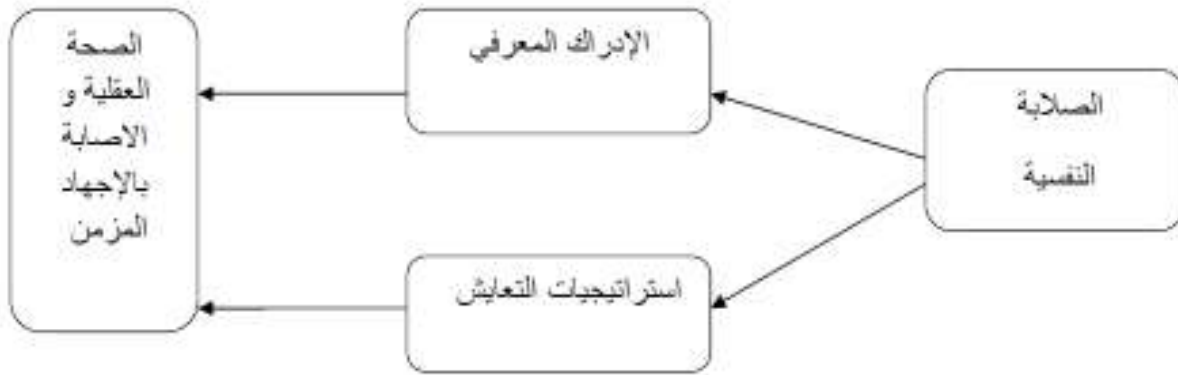 الصلابة
النفسية
الإدراك المعرفي
استراتيجيات التعايش
الصحة
العقلية و
الاصابة
بالإجهاد
المزمن